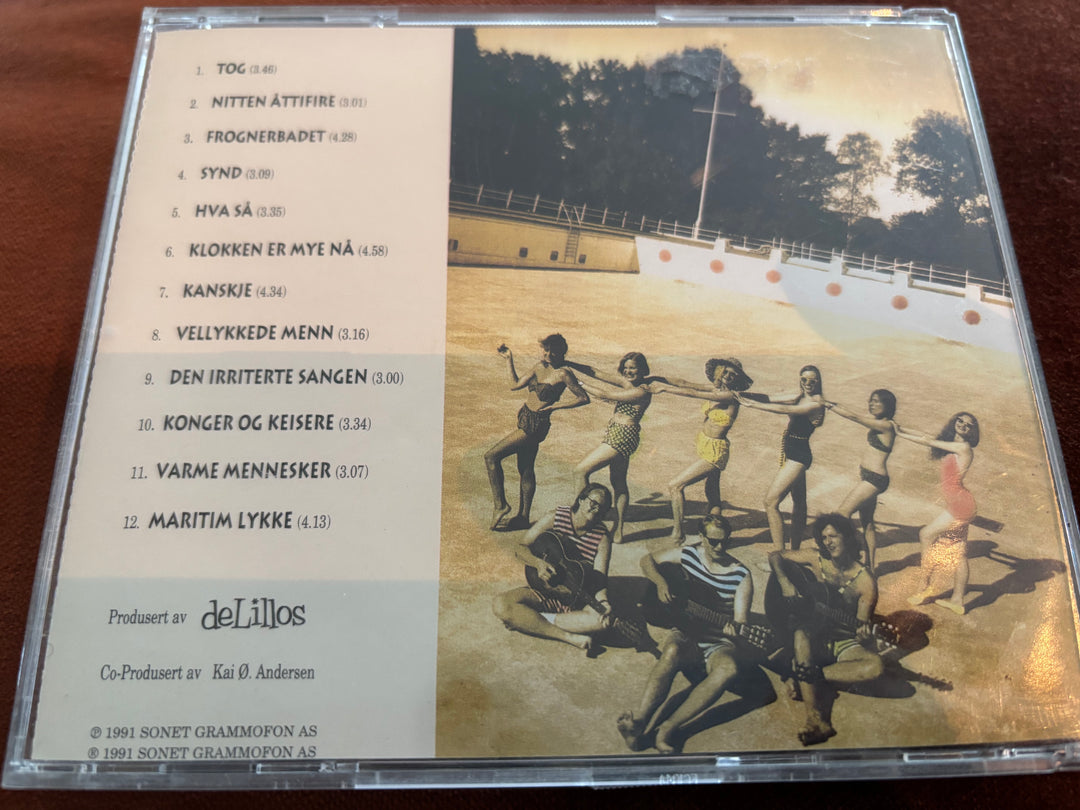 1. TOG (3.46)
2. NITTEN ÅTTIFIRE (3.01)
3. FROGNERBADET (4.28)
4. SYND (3.09)
5. HVA SÅ (3.35)
6. KLOKKEN ER MYE NÅ (4.58)
7. KANSKJE (4.34)
8. VELLYKKEDE MENN (3.16)
9. DEN IRRITERTE SANGEN (3.00)
10. KONGER OG KEISERE (3.34)
11. VARME MENNESKER (3.07)
12. MARITIM LYKKE (4.13)
Produsert av deLillos
Co-Produsert av Kai Ø. Andersen
℗ 1991 SONET GRAMMOFON AS
® 1991 SONET GRAMMOFON AS